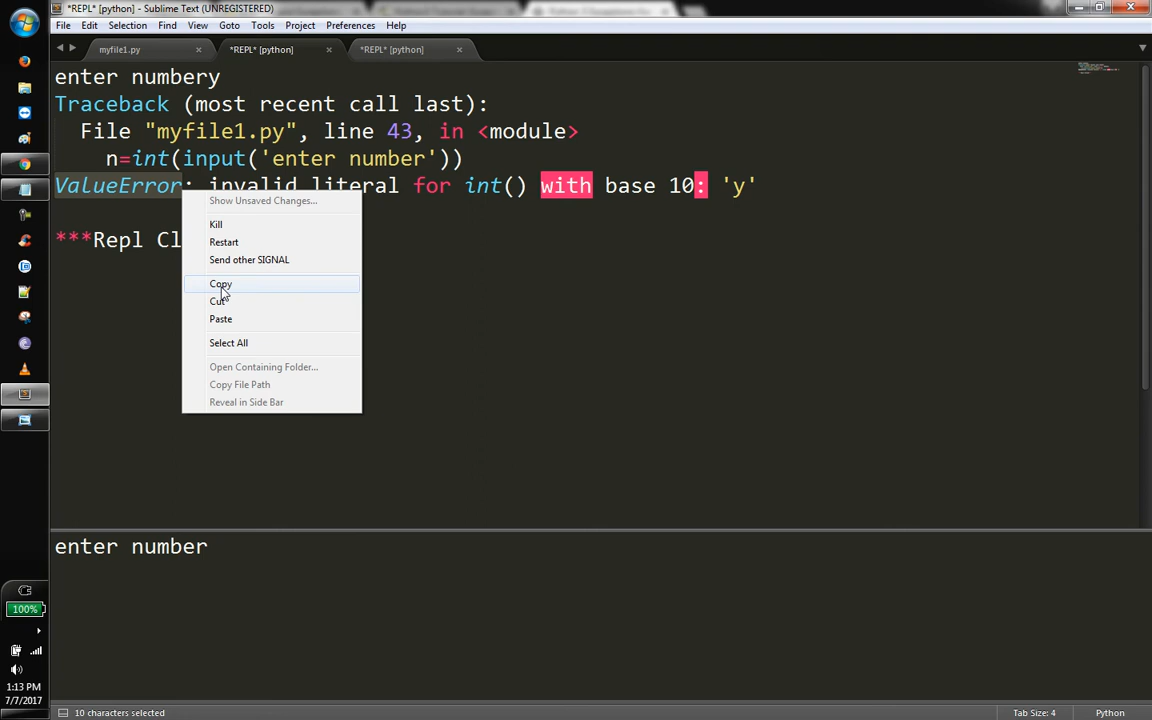 *REPL* [python] - Sublime Text (UNREGISTERED)
File Edit Selection Find View Goto Tools Project Preferences Help
myfile1.py *REPL* [python] *REPL* [python]
enter numbery
Traceback (most recent call last):
File "myfile1.py", line 43, in <module>
n=int(input('enter number'))
ValueError: invalid literal for int() with base 10: 'y'
***Repl Cl
Show Unsaved Changes...
Kill
Restart
Send other SIGNAL
Copy
Cut
Paste
Select All
Open Containing Folder...
Copy File Path
Reveal in Side Bar
enter number
100%
1:13 PM
7/7/2017
10 characters selected Tab Size: 4 Python